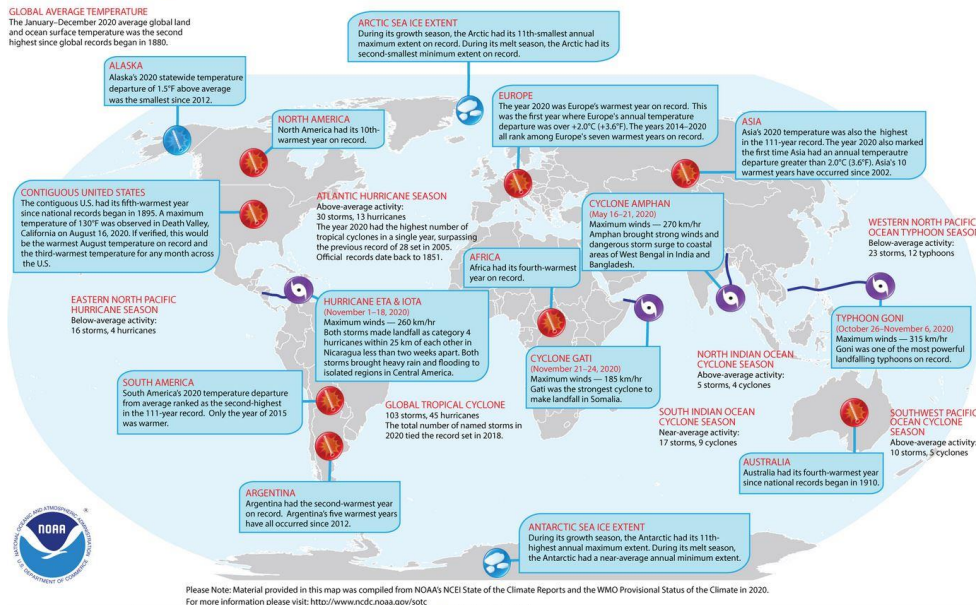 GLOBAL AVERAGE TEMPERATURE
The January–December 2020 average global land
and ocean surface temperature was the second
highest since global records began in 1880.
ARCTIC SEA ICE EXTENT
During its growth season, the Arctic had its 11th-smallest annual
maximum extent on record. During its melt season, the Arctic had its
second-smallest minimum extent on record.
ALASKA
Alaska's 2020 statewide temperature
departure of 1.5°F above average
was the smallest since 2012.
NORTH AMERICA
North America had its 10th-
warmest year on record.
EUROPE
The year 2020 was Europe's warmest year on record. This
was the first year where Europe's annual temperature
departure was over +2.0°C (+3.6°F). The years 2014–2020
all rank among Europe's seven warmest years on record.
ASIA
Asia's 2020 temperature was also the highest
in the 111-year record. The year 2020 also marked
the first time Asia had an annual temperautre
departure greater than 2.0°C (3.6°F). Asia's 10
warmest years have occurred since 2002.
CONTIGUOUS UNITED STATES
The contiguous U.S. had its fifth-warmest year
since national records began in 1895. A maximum
temperature of 130°F was observed in Death Valley,
California on August 16, 2020. If verified, this would
be the warmest August temperature on record and
the third-warmest temperature for any month across
the U.S.
ATLANTIC HURRICANE SEASON
Above-average activity:
30 storms, 13 hurricanes
The year 2020 had the highest number of
tropical cyclones in a single year, surpassing
the previous record of 28 set in 2005.
Official records date back to 1851.
CYCLONE AMPHAN
(May 16–21, 2020)
Maximum winds — 270 km/hr
Amphan brought strong winds and
dangerous storm surge to coastal
areas of West Bengal in India and
Bangladesh.
WESTERN NORTH PACIFIC
OCEAN TYPHOON SEASON
Below-average activity:
23 storms, 12 typhoons
AFRICA
Africa had its fourth-warmest
year on record.
EASTERN NORTH PACIFIC
HURRICANE SEASON
Below-average activity:
16 storms, 4 hurricanes
HURRICANE ETA & IOTA
(November 1–18, 2020)
Maximum winds — 260 km/hr
Both storms made landfall as category 4
hurricanes within 25 km of each other in
Nicaragua less than two weeks apart. Both
storms brought heavy rain and flooding to
isolated regions in Central America.
TYPHOON GONI
(October 26–November 6, 2020)
Maximum winds — 315 km/hr
Goni was one of the most powerful
landfalling typhoons on record.
CYCLONE GATI
(November 21–24, 2020)
Maximum winds — 185 km/hr
Gati was the strongest cyclone to
make landfall in Somalia.
NORTH INDIAN OCEAN
CYCLONE SEASON
Above-average activity:
5 storms, 4 cyclones
SOUTH AMERICA
South America's 2020 temperature departure
from average ranked as the second-highest
in the 111-year record. Only the year of 2015
was warmer.
GLOBAL TROPICAL CYCLONE
103 storms, 45 hurricanes
The total number of named storms in
2020 tied the record set in 2018.
SOUTH INDIAN OCEAN
CYCLONE SEASON
Near-average activity:
17 storms, 9 cyclones
SOUTHWEST PACIFIC
OCEAN CYCLONE
SEASON
Above-average activity:
10 storms, 5 cyclones
AUSTRALIA
Australia had its fourth-warmest year
since national records began in 1910.
ARGENTINA
Argentina had the second-warmest year
on record. Argentina's five warmest years
have all occurred since 2012.
ANTARCTIC SEA ICE EXTENT
During its growth season, the Antarctic had its 11th-
highest annual maximum extent. During its melt season,
the Antarctic had a near-average annual minimum extent.
NATIONAL OCEANIC AND ATMOSPHERIC ADMINISTRATION
NOAA
U.S. DEPARTMENT OF COMMERCE
Please Note: Material provided in this map was compiled from NOAA's NCEI State of the Climate Reports and the WMO Provisional Status of the Climate in 2020.
For more information please visit: http://www.ncdc.noaa.gov/sotc